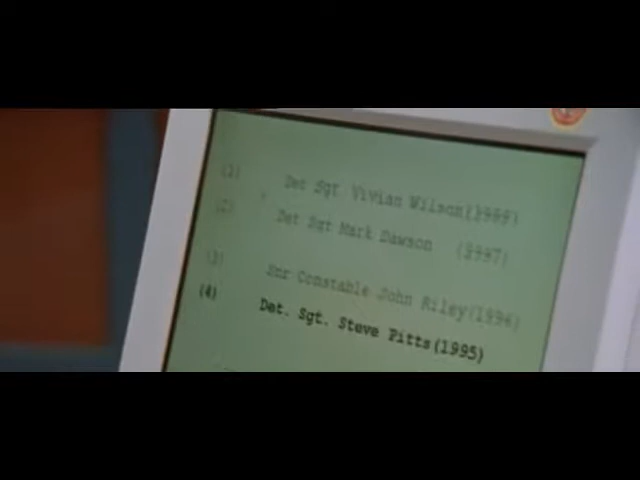 (1) Det Sgt Vivian Wilson(1999)
(2) Det Sgt Mark Dawson (1997)
(3) Snr Constable John Riley(1996)
(4) Det. Sgt. Steve Pitts(1995)